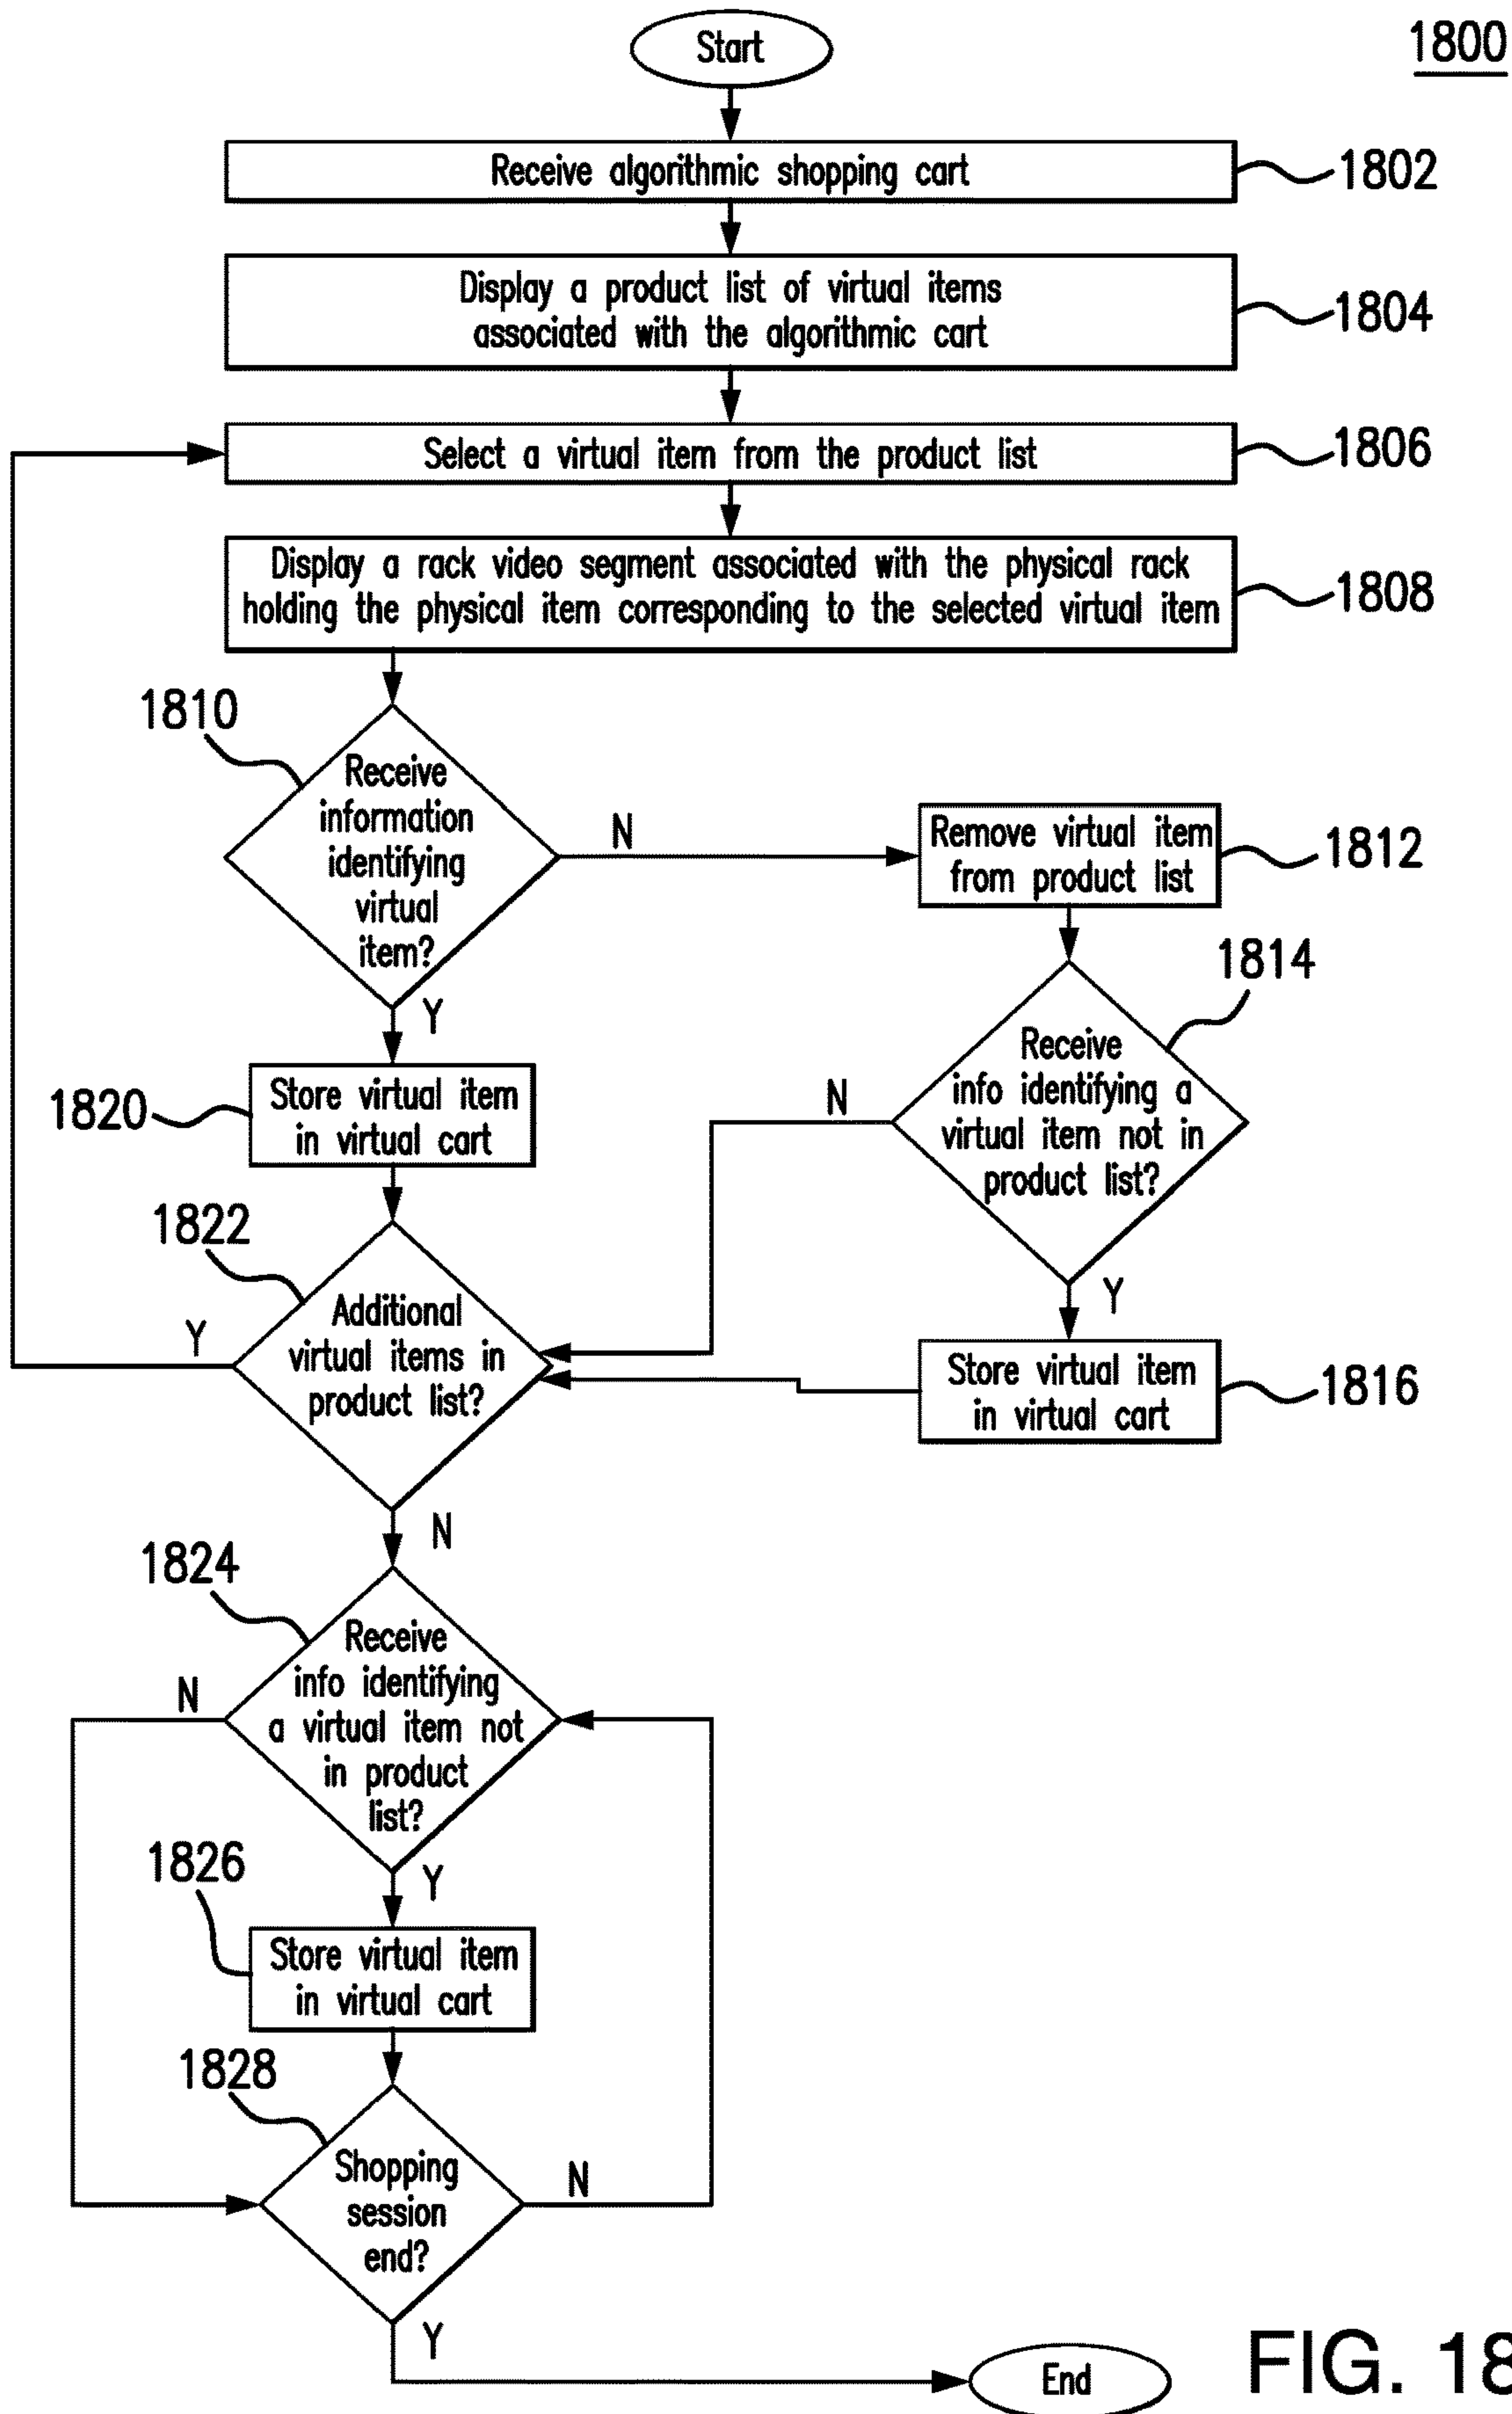 Start
1800
Receive algorithmic shopping cart
1802
Display a product list of virtual items
associated with the algorithmic cart
1804
Select a virtual item from the product list
1806
Display a rack video segment associated with the physical rack
holding the physical item corresponding to the selected virtual item
1808
1810
Receive
information
identifying
virtual
item?
N
Y
Remove virtual item
from product list
1812
1814
Receive
info identifying a
virtual item not in
product list?
N
Y
1820
Store virtual item
in virtual cart
1822
Additional
virtual items in
product list?
Y
N
Store virtual item
in virtual cart
1816
1824
Receive
info identifying
a virtual item not
in product
list?
N
Y
1826
Store virtual item
in virtual cart
1828
Shopping
session
end?
N
Y
End
FIG. 18